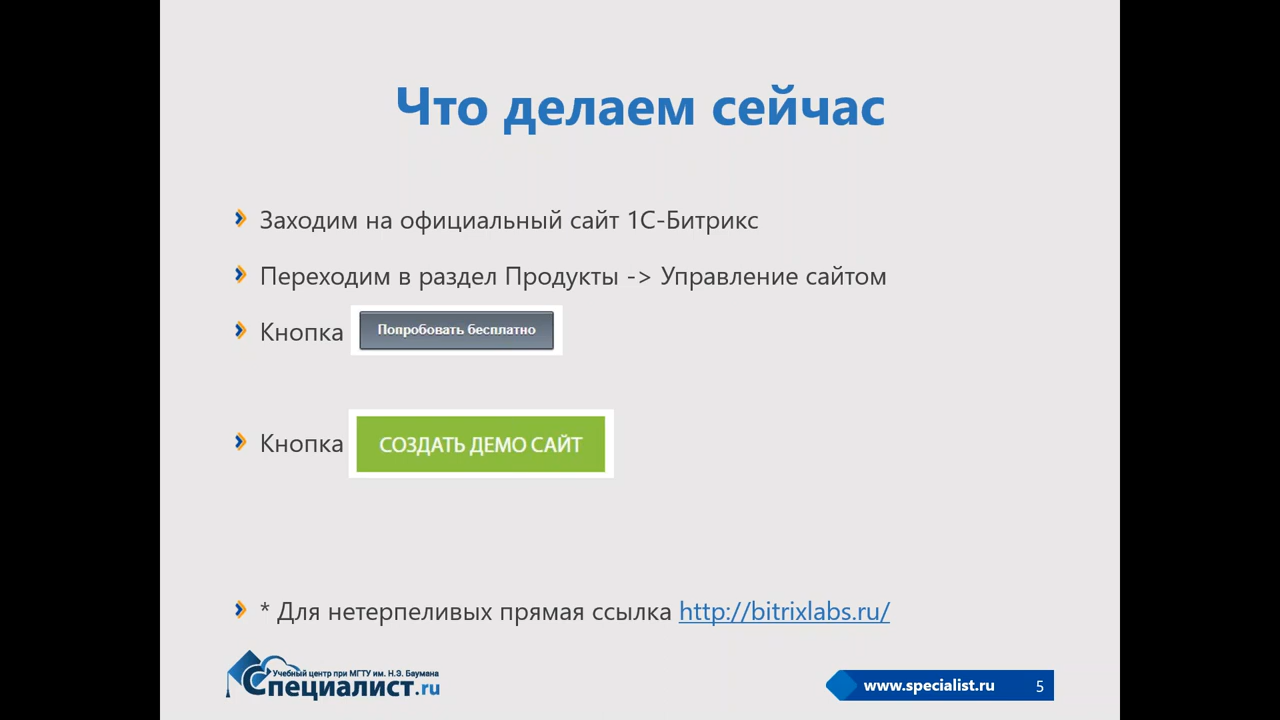 Что делаем сейчас
Заходим на официальный сайт 1С-Битрикс
Переходим в раздел Продукты -> Управление сайтом
Кнопка Попробовать бесплатно
Кнопка СОЗДАТЬ ДЕМО САЙТ
* Для нетерпеливых прямая ссылка http://bitrixlabs.ru/
Учебный центр при МГТУ им. Н.Э. Баумана
Специалист.ru
www.specialist.ru 5